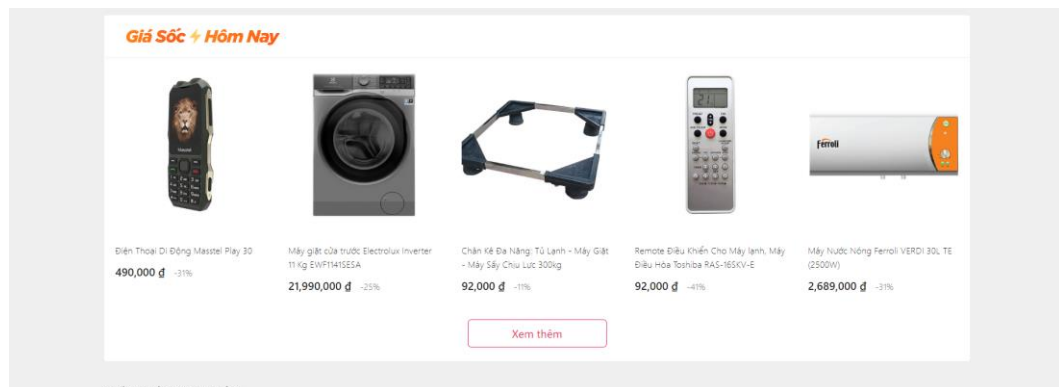 Giá Sốc Hôm Nay
21.1
Masstel
Ferroli
Điện Thoại Di Động Masstel Play 30
490,000 ₫ -31%
Máy giặt cửa trước Electrolux Inverter
11 Kg EWF1141SESA
21,990,000 ₫ -25%
Chân Kê Đa Năng: Tủ Lạnh - Máy Giặt
- Máy Sấy Chịu Lực 300kg
92,000 ₫ -11%
Remote Điều Khiển Cho Máy lạnh, Máy
Điều Hòa Toshiba RAS-16SKV-E
92,000 ₫ -41%
Máy Nước Nóng Ferroli VERDI 30L TE
(2500W)
2,689,000 ₫ -31%
Xem thêm